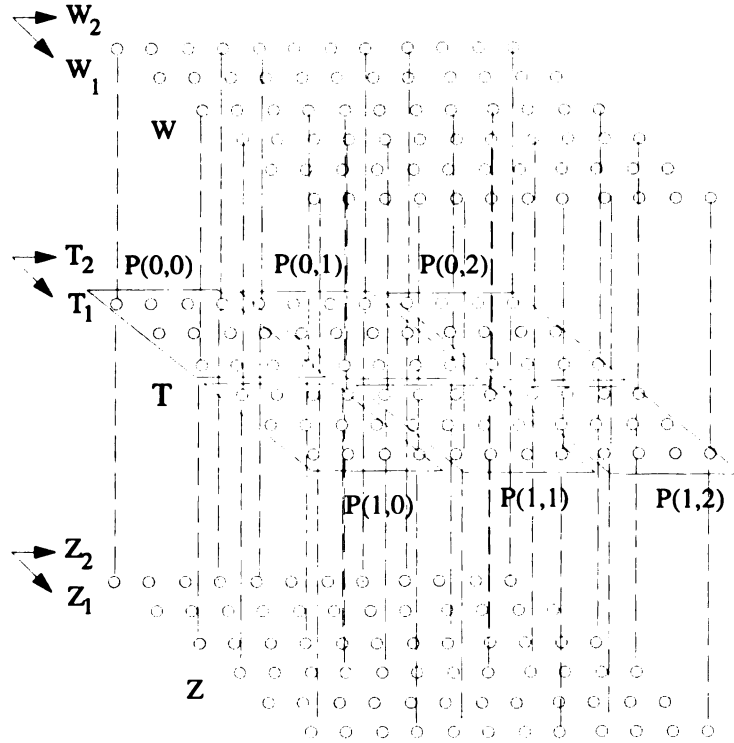 W₂
W₁
W
T₂
P(0,0) P(0,1) P(0,2)
T₁
T
P(1,0) P(1,1) P(1,2)
Z₂
Z₁
Z